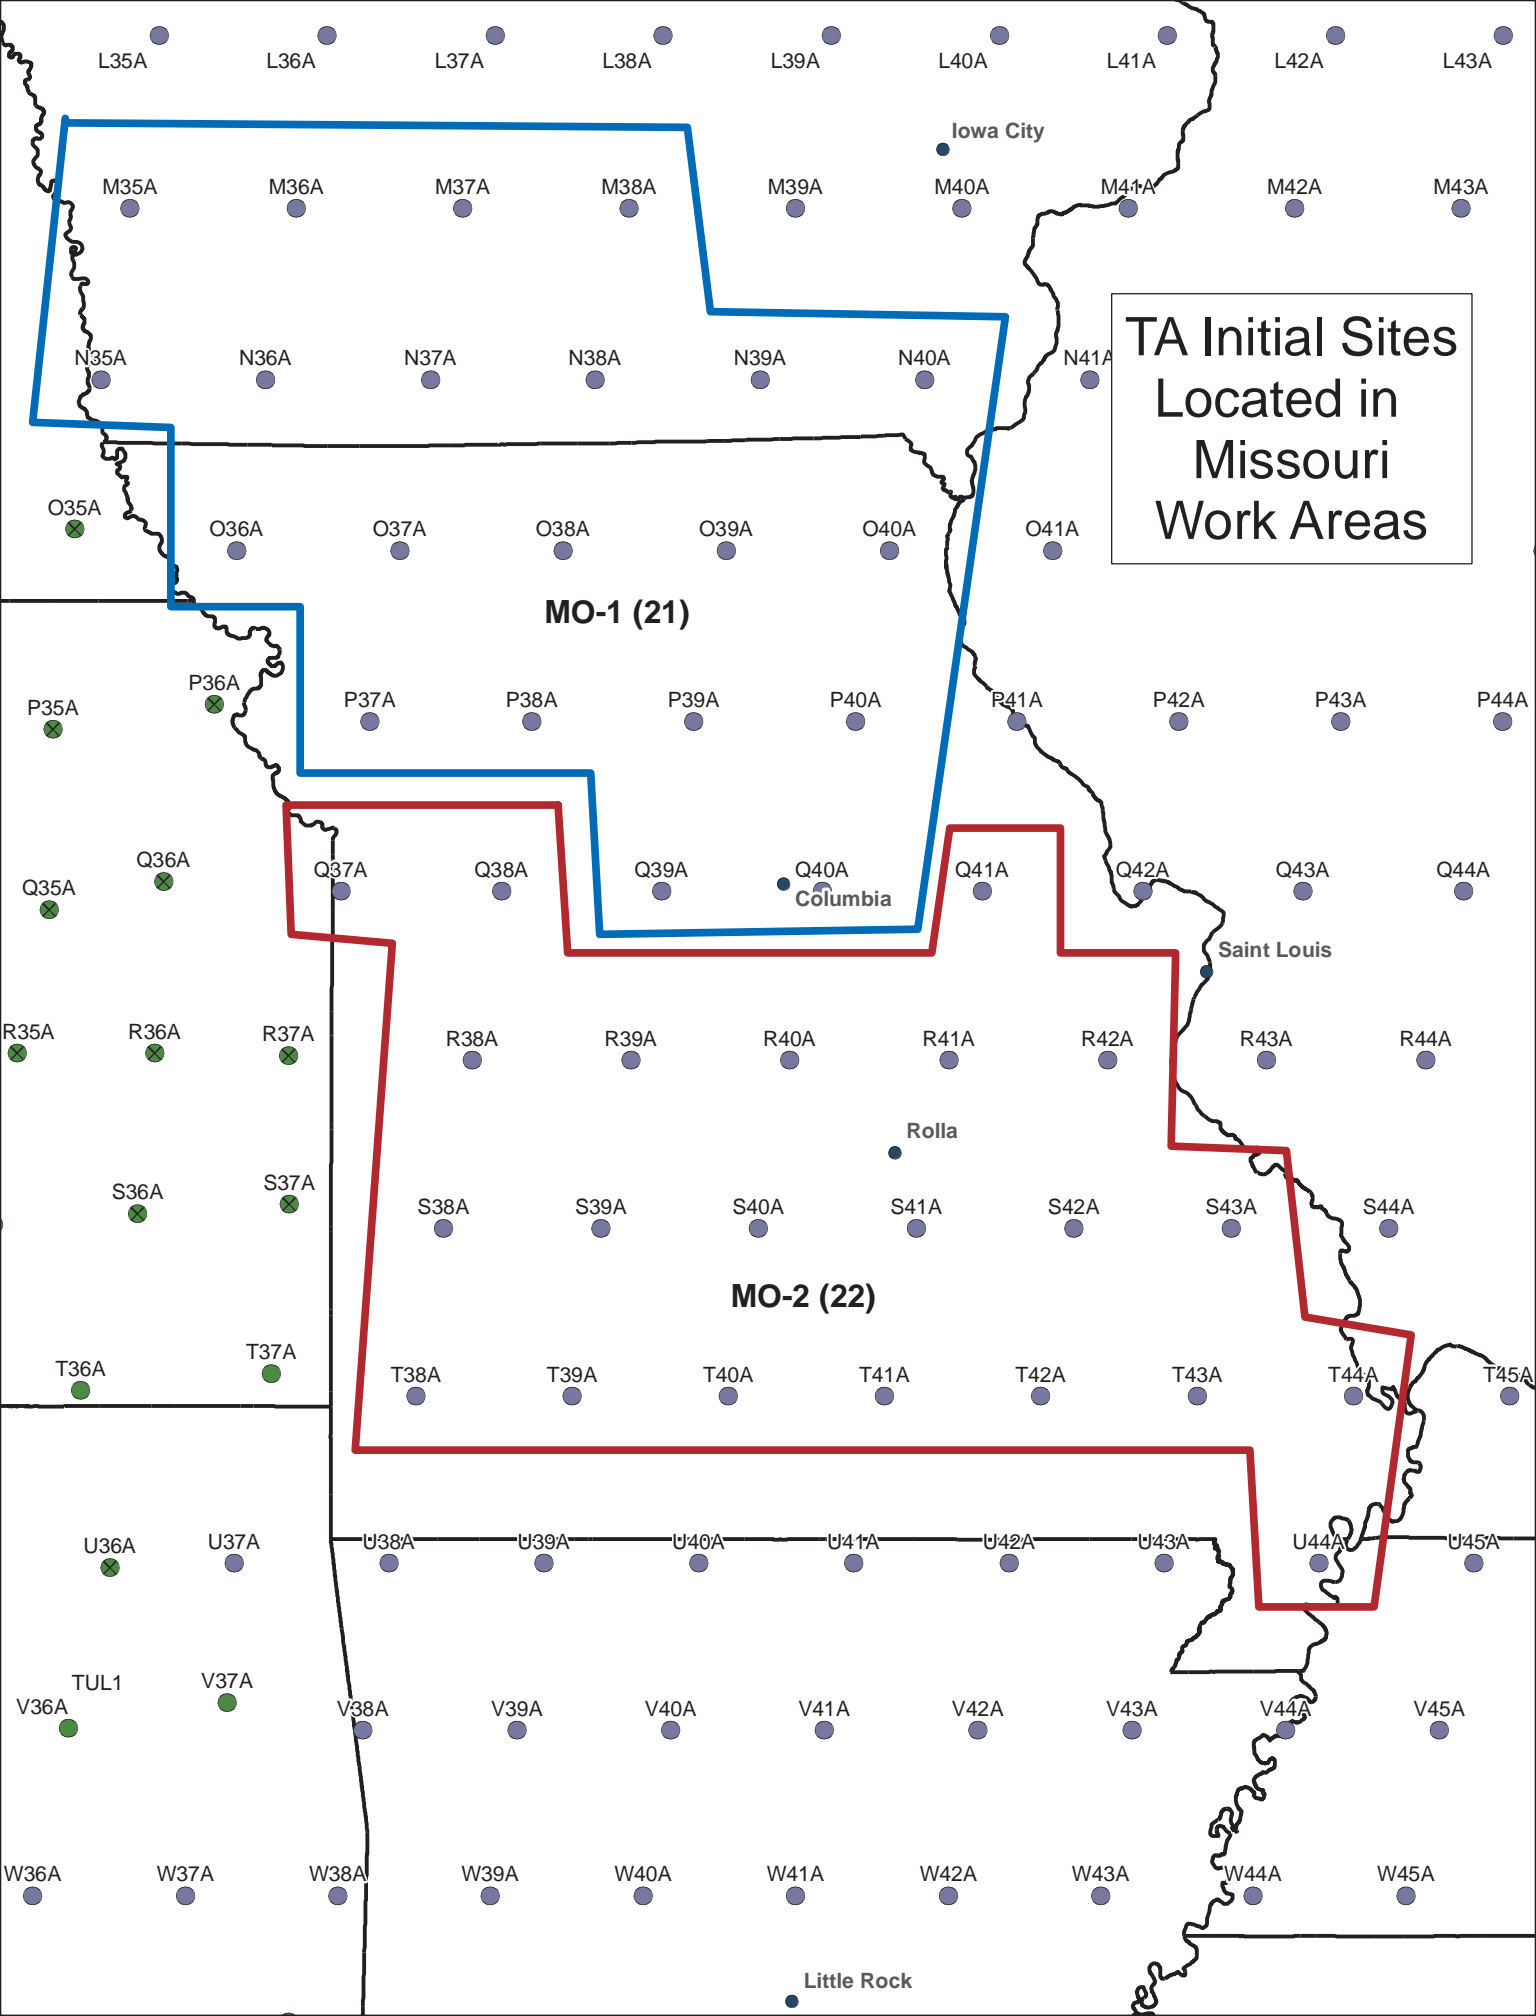 L35A
L36A
L37A
L38A
L39A
L40A
L41A
L42A
L43A
Iowa City
M35A
M36A
M37A
M38A
M39A
M40A
M41A
M42A
M43A
TA Initial Sites
Located in
Missouri
Work Areas
N35A
N36A
N37A
N38A
N39A
N40A
N41A
O35A
O36A
O37A
O38A
O39A
O40A
O41A
MO-1 (21)
P35A
P36A
P37A
P38A
P39A
P40A
P41A
P42A
P43A
P44A
Q35A
Q36A
Q37A
Q38A
Q39A
Q40A
Columbia
Q41A
Q42A
Q43A
Q44A
Saint Louis
R35A
R36A
R37A
R38A
R39A
R40A
R41A
R42A
R43A
R44A
Rolla
S36A
S37A
S38A
S39A
S40A
S41A
S42A
S43A
S44A
MO-2 (22)
T36A
T37A
T38A
T39A
T40A
T41A
T42A
T43A
T44A
T45A
U36A
U37A
U38A
U39A
U40A
U41A
U42A
U43A
U44A
U45A
TUL1
V36A
V37A
V38A
V39A
V40A
V41A
V42A
V43A
V44A
V45A
W36A
W37A
W38A
W39A
W40A
W41A
W42A
W43A
W44A
W45A
Little Rock